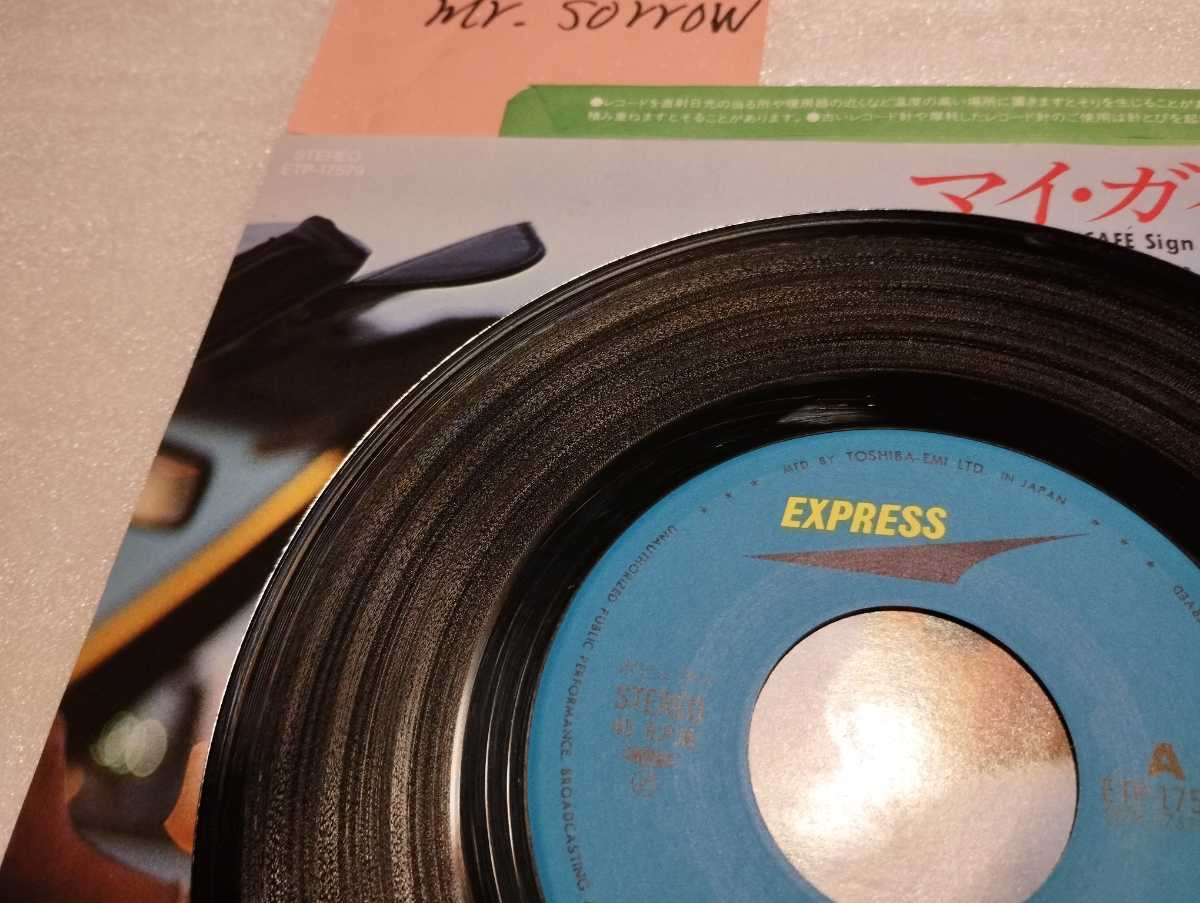 mr. sorrow
●レコードを直射日光の当る所や暖房器の近くなど温度の高い場所に置きますとそりを生じることが
積み重ねますとそることがあります。●古いレコード針や摩耗したレコード針のご使用は針とびを起
STEREO
ETP-17576
マイ・ガ
CAFÉ Sign
MFD. BY TOSHIBA-EMI LTD. IN JAPAN
EXPRESS
UNAUTHORIZED PUBLIC PERFORMANCE, BROADCASTING
STEREO
45 R.P.M.
A
ETP-175